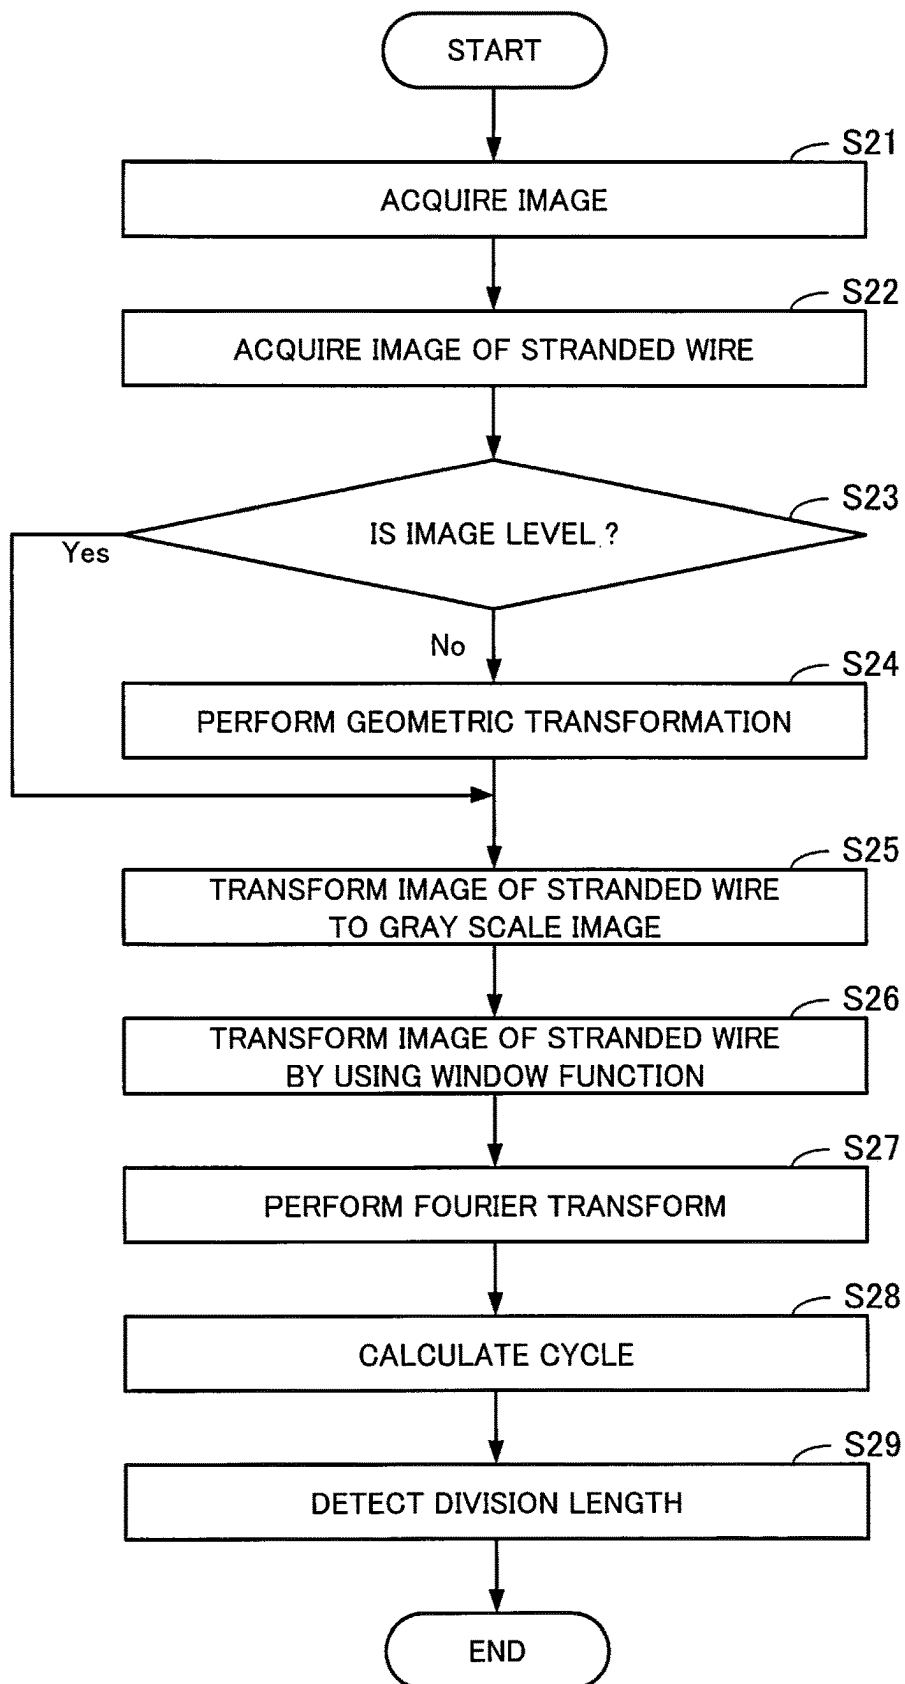 START
S21
ACQUIRE IMAGE
S22
ACQUIRE IMAGE OF STRANDED WIRE
S23
IS IMAGE LEVEL ?
Yes
No
S24
PERFORM GEOMETRIC TRANSFORMATION
S25
TRANSFORM IMAGE OF STRANDED WIRE
TO GRAY SCALE IMAGE
S26
TRANSFORM IMAGE OF STRANDED WIRE
BY USING WINDOW FUNCTION
S27
PERFORM FOURIER TRANSFORM
S28
CALCULATE CYCLE
S29
DETECT DIVISION LENGTH
END